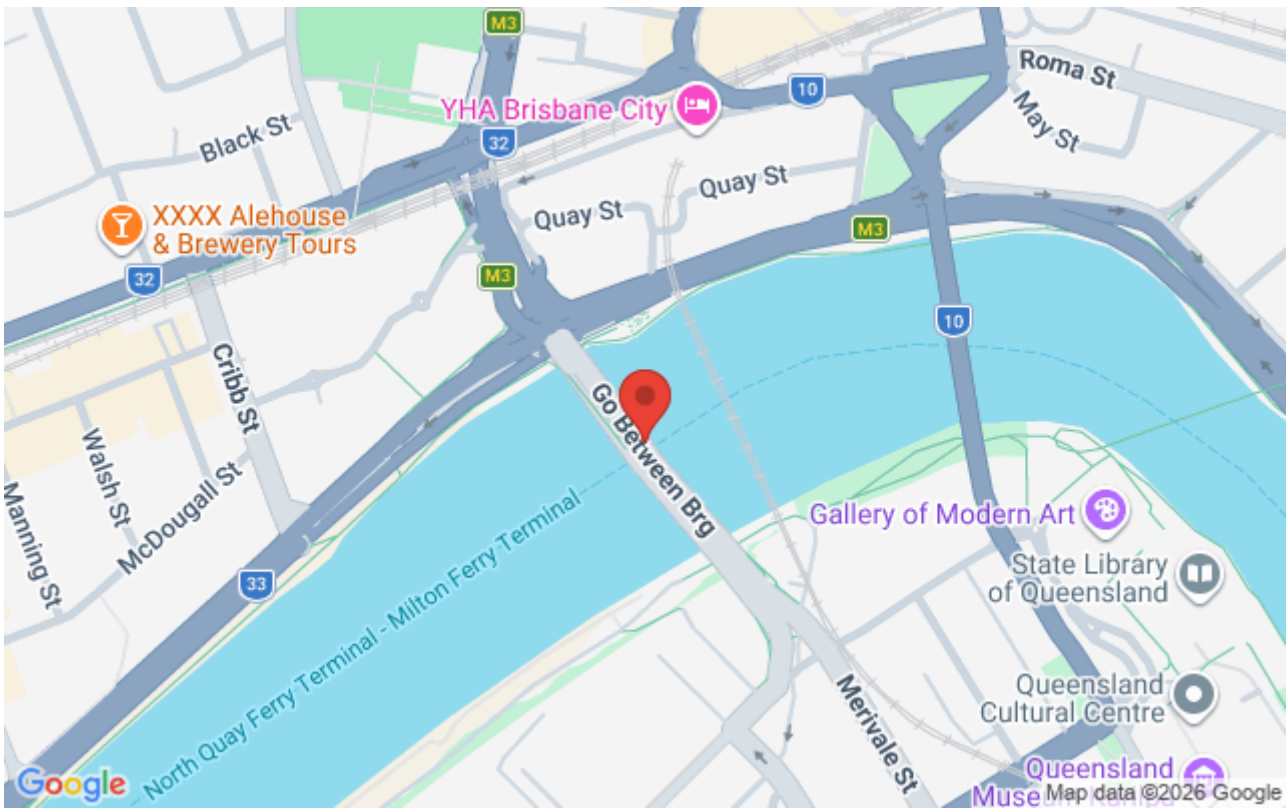 M3
Roma St
10
YHA Brisbane City
May St
Black St
32
Quay St
Quay St
XXXX Alehouse
& Brewery Tours
M3
32
M3
10
Cribb St
Go Between Brg
Walsh St
McDougall St
Manning St
Gallery of Modern Art
State Library
of Queensland
33
North Quay Ferry Terminal - Milton Ferry Terminal
Merivale St
Queensland
Cultural Centre
Queensland
Google
Map data ©2026 Google